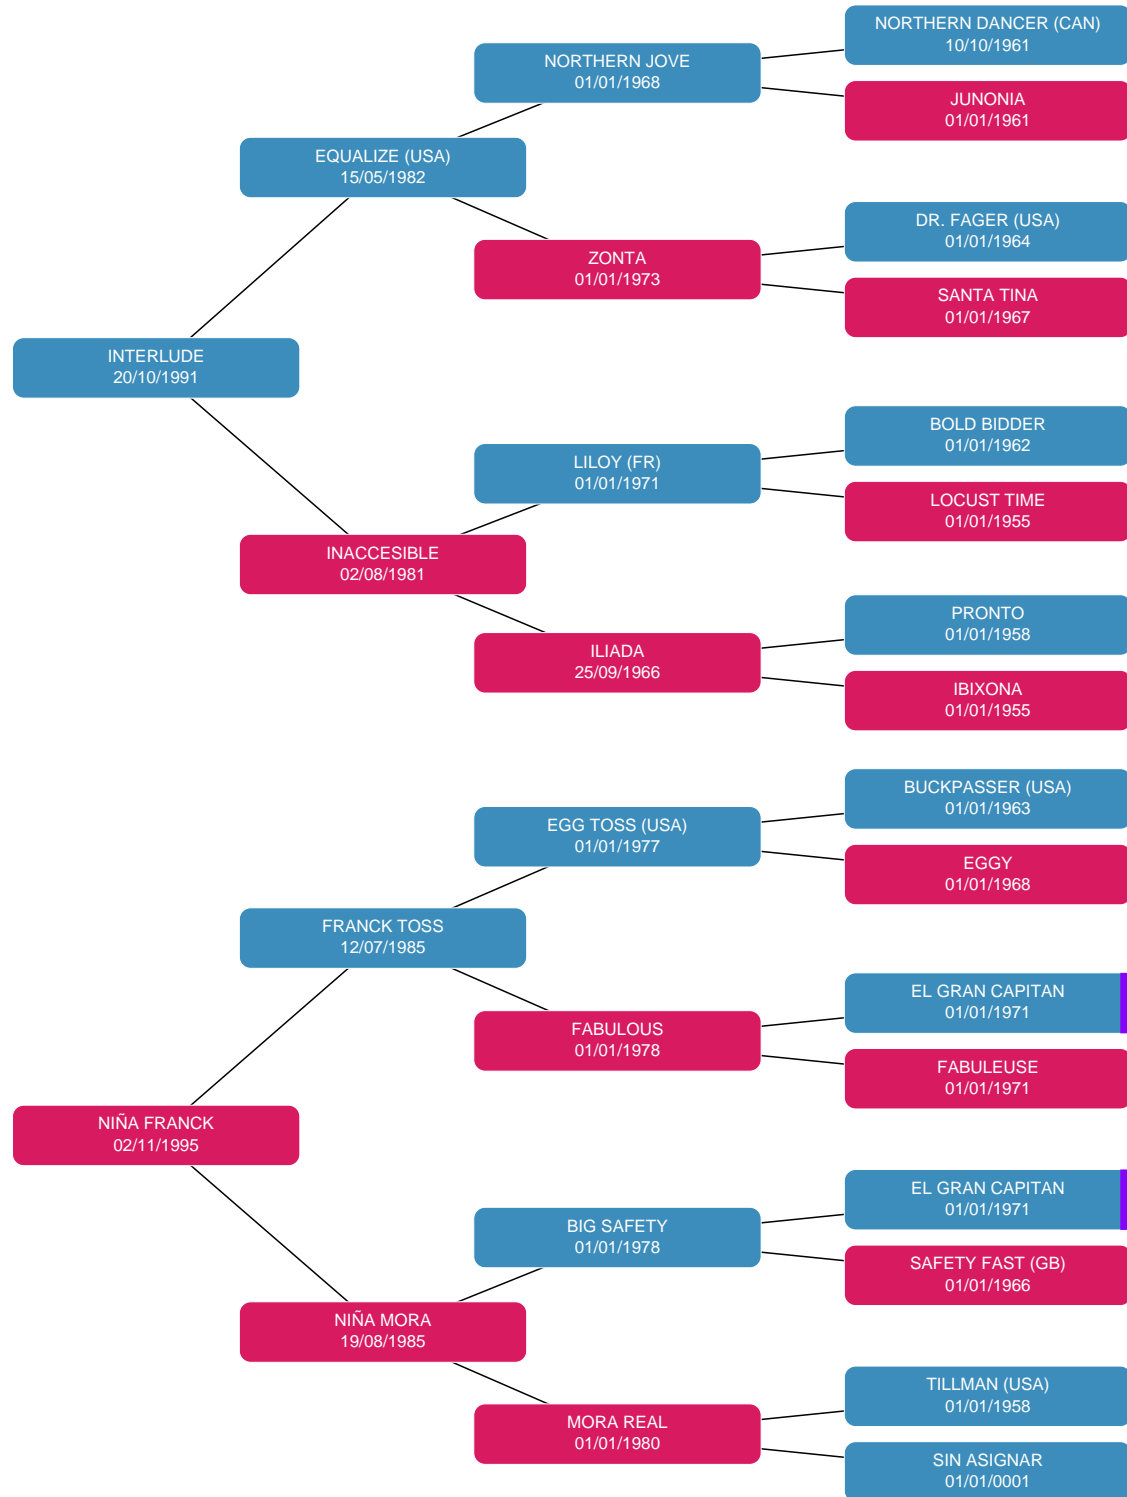 NORTHERN DANCER (CAN)
10/10/1961
NORTHERN JOVE
01/01/1968
JUNONIA
01/01/1961
EQUALIZE (USA)
15/05/1982
DR. FAGER (USA)
01/01/1964
ZONTA
01/01/1973
SANTA TINA
01/01/1967
INTERLUDE
20/10/1991
BOLD BIDDER
01/01/1962
LILOY (FR)
01/01/1971
LOCUST TIME
01/01/1955
INACCESIBLE
02/08/1981
PRONTO
01/01/1958
ILIADA
25/09/1966
IBIXONA
01/01/1955
BUCKPASSER (USA)
01/01/1963
EGG TOSS (USA)
01/01/1977
EGGY
01/01/1968
FRANCK TOSS
12/07/1985
EL GRAN CAPITAN
01/01/1971
FABULOUS
01/01/1978
FABULEUSE
01/01/1971
NIÑA FRANCK
02/11/1995
EL GRAN CAPITAN
01/01/1971
BIG SAFETY
01/01/1978
SAFETY FAST (GB)
01/01/1966
NIÑA MORA
19/08/1985
TILLMAN (USA)
01/01/1958
MORA REAL
01/01/1980
SIN ASIGNAR
01/01/0001